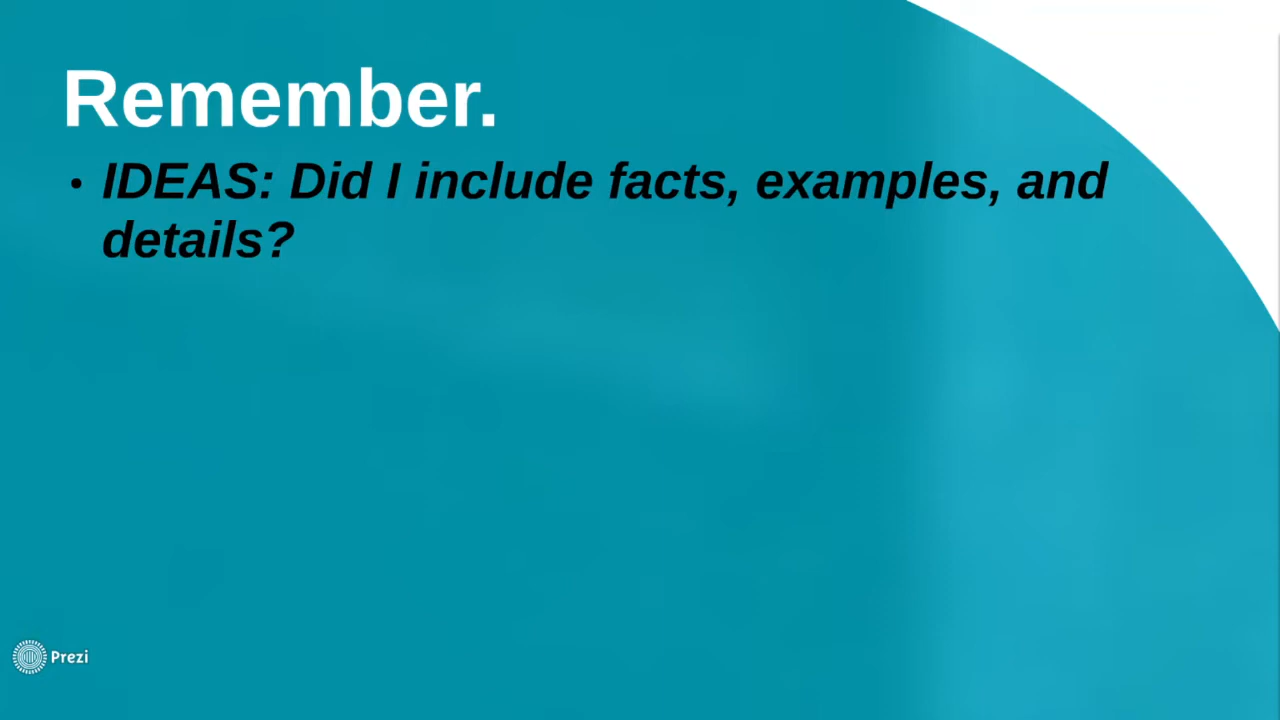 Remember.
• IDEAS: Did I include facts, examples, and
details?
Prezi